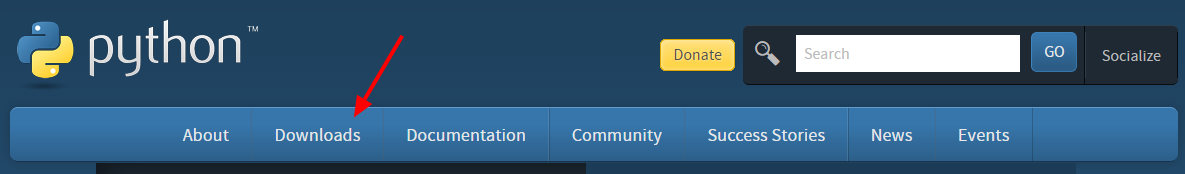 python™
Donate
Search
GO
Socialize
About
Downloads
Documentation
Community
Success Stories
News
Events